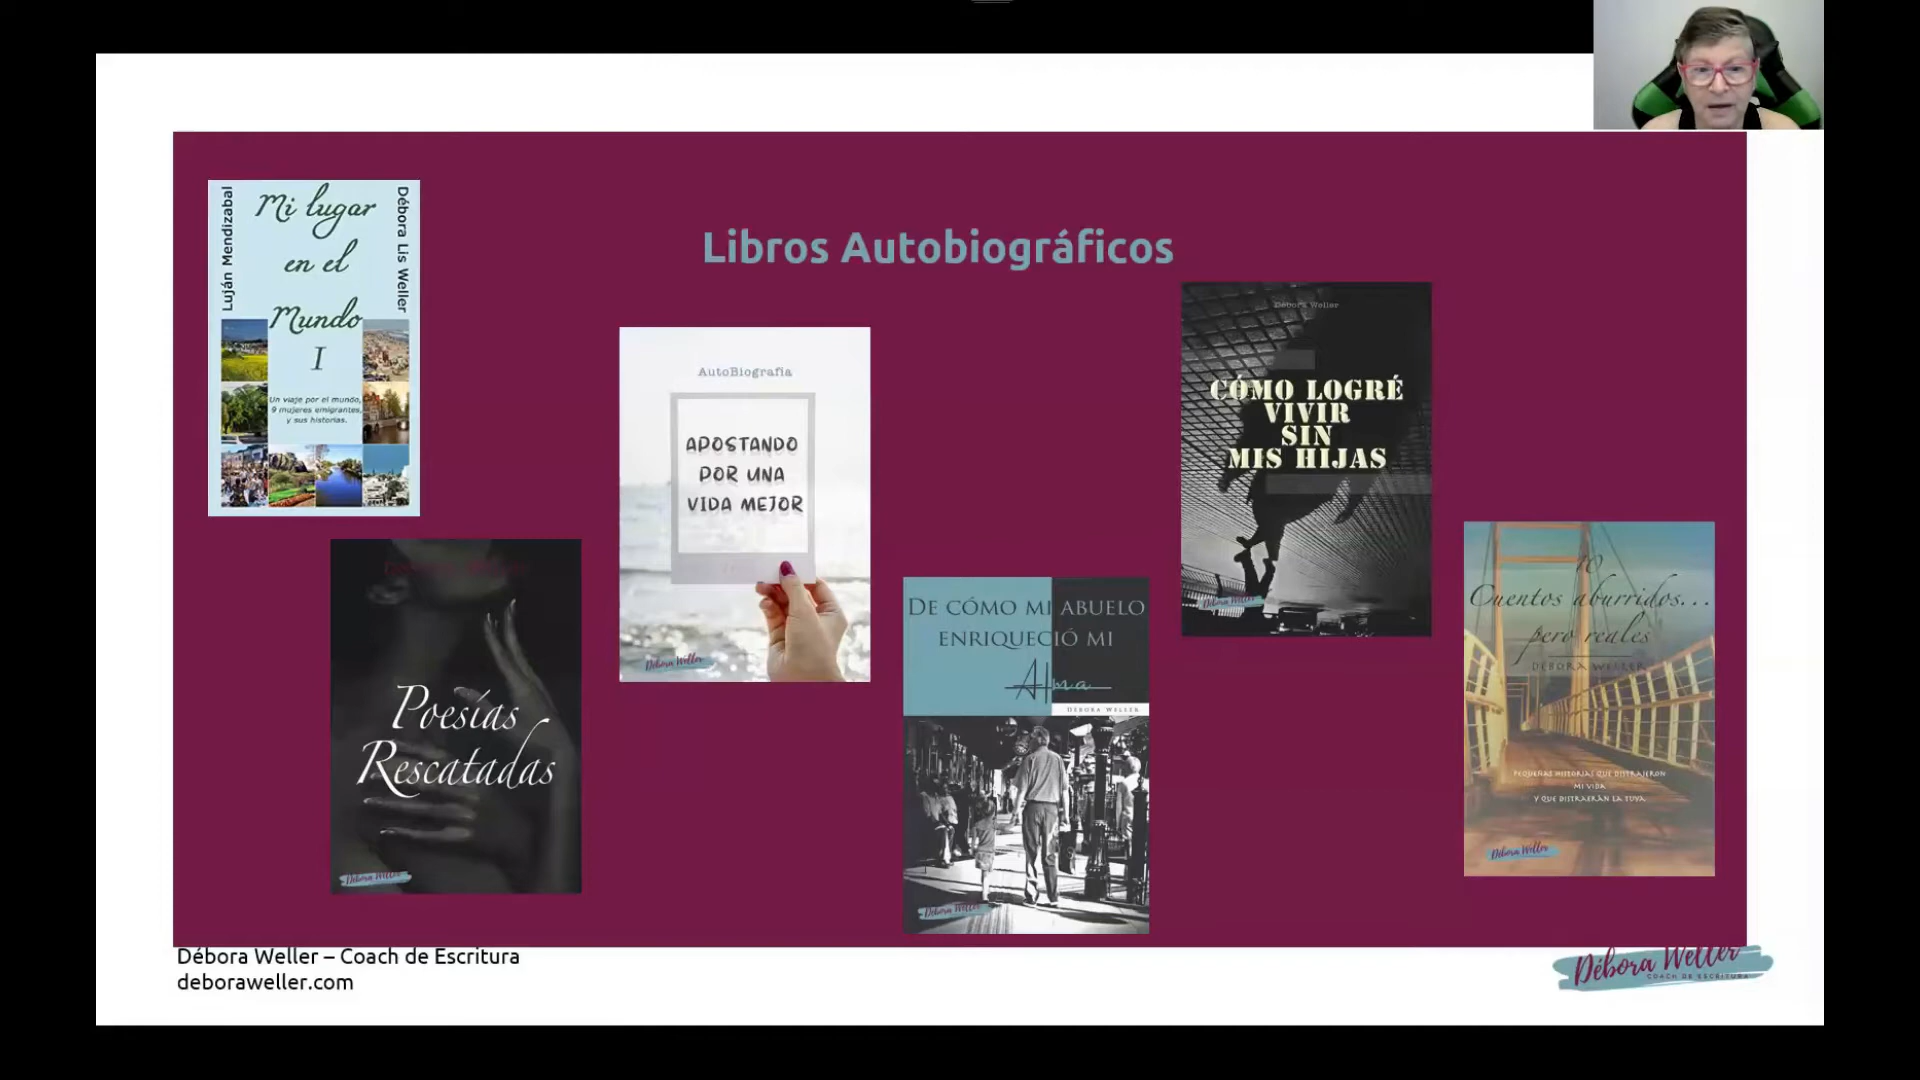 Libros Autobiográficos
Luján Mendizabal
Débora Lis Weller
Mi lugar
en el
Mundo
I
Un viaje por el mundo,
9 mujeres emigrantes,
y sus historias.
Poesías
Rescatadas
Débora Weller
AutoBiografía
APOSTANDO
POR UNA
VIDA MEJOR
Débora Weller
DE CÓMO MI ABUELO
ENRIQUECIÓ MI
Alma
DÉBORA WELLER
Débora Weller
Débora Weller
CÓMO LOGRÉ
VIVIR
SIN
MIS HIJAS
Débora Weller
10
Cuentos aburridos...
pero reales
DÉBORA WELLER
PEQUEÑAS HISTORIAS QUE DISTRAJERON
MI VIDA
Y QUE DISTRAERÁN LA TUYA
Débora Weller
Débora Weller – Coach de Escritura
deboraweller.com
Débora Weller
COACH DE ESCRITURA